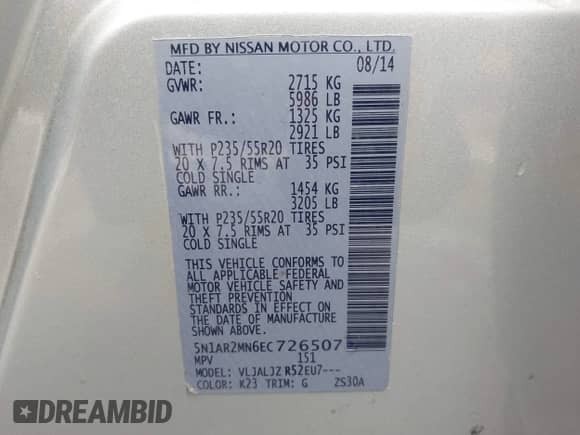 MFD BY NISSAN MOTOR CO., LTD.
DATE: 08/14
GVWR: 2715 KG
5986 LB
GAWR FR.: 1325 KG
2921 LB
WITH P235/55R20 TIRES
20 X 7.5 RIMS AT 35 PSI
COLD SINGLE
GAWR RR.: 1454 KG
3205 LB
WITH P235/55R20 TIRES
20 X 7.5 RIMS AT 35 PSI
COLD SINGLE
THIS VEHICLE CONFORMS TO
ALL APPLICABLE FEDERAL
MOTOR VEHICLE SAFETY AND
THEFT PREVENTION
STANDARDS IN EFFECT ON
THE DATE OF MANUFACTURE
SHOWN ABOVE.
5N1AR2MN6EC726507
MPV 151
MODEL: VLJALJZ R52EU7---
COLOR: K23 TRIM: G ZS30A
DREAMBID